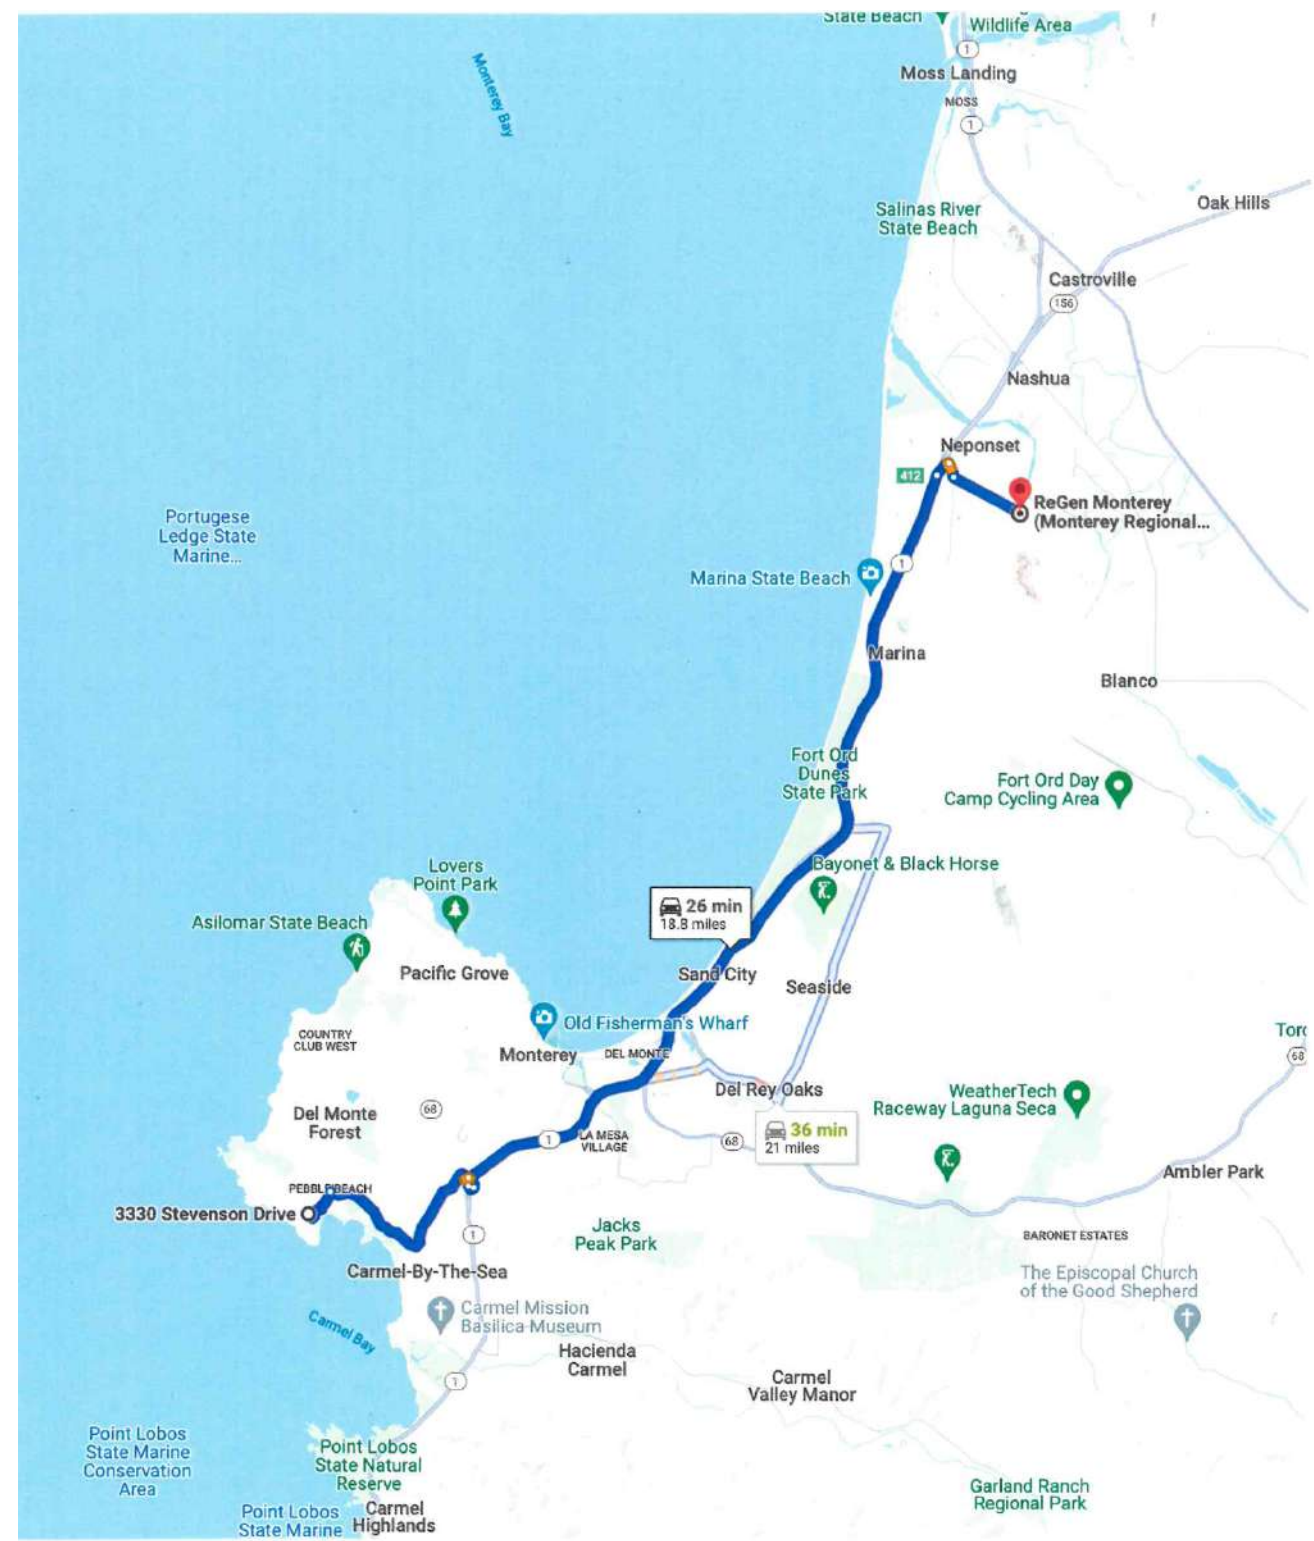 State Beach
Wildlife Area
1
Moss Landing
MOSS
1
Monterey Bay
Oak Hills
Salinas River
State Beach
Castroville
156
Nashua
Neponset
412
ReGen Monterey
(Monterey Regional...
Portugese
Ledge State
Marine...
Marina State Beach
1
Marina
Blanco
Fort Ord
Dunes
State Park
Fort Ord Day
Camp Cycling Area
Bayonet & Black Horse
Lovers
Point Park
26 min
18.8 miles
Asilomar State Beach
Pacific Grove
Sand City
Seaside
Old Fisherman's Wharf
COUNTRY
CLUB WEST
Monterey
DEL MONTE
68
Del Rey Oaks
WeatherTech
Raceway Laguna Seca
Del Monte
Forest
68
36 min
21 miles
1
LA MESA
VILLAGE
68
Ambler Park
PEBBLE BEACH
3330 Stevenson Drive
1
Jacks
Peak Park
BARONET ESTATES
Carmel-By-The-Sea
The Episcopal Church
of the Good Shepherd
Carmel Mission
Basilica Museum
Carmel Bay
Hacienda
Carmel
1
Carmel
Valley Manor
Point Lobos
State Marine
Conservation
Area
Point Lobos
State Natural
Reserve
Garland Ranch
Regional Park
Point Lobos
State Marine
Carmel
Highlands